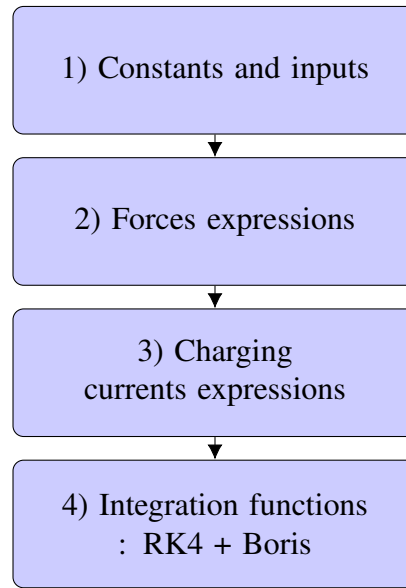 1) Constants and inputs
2) Forces expressions
3) Charging
currents expressions
4) Integration functions
: RK4 + Boris